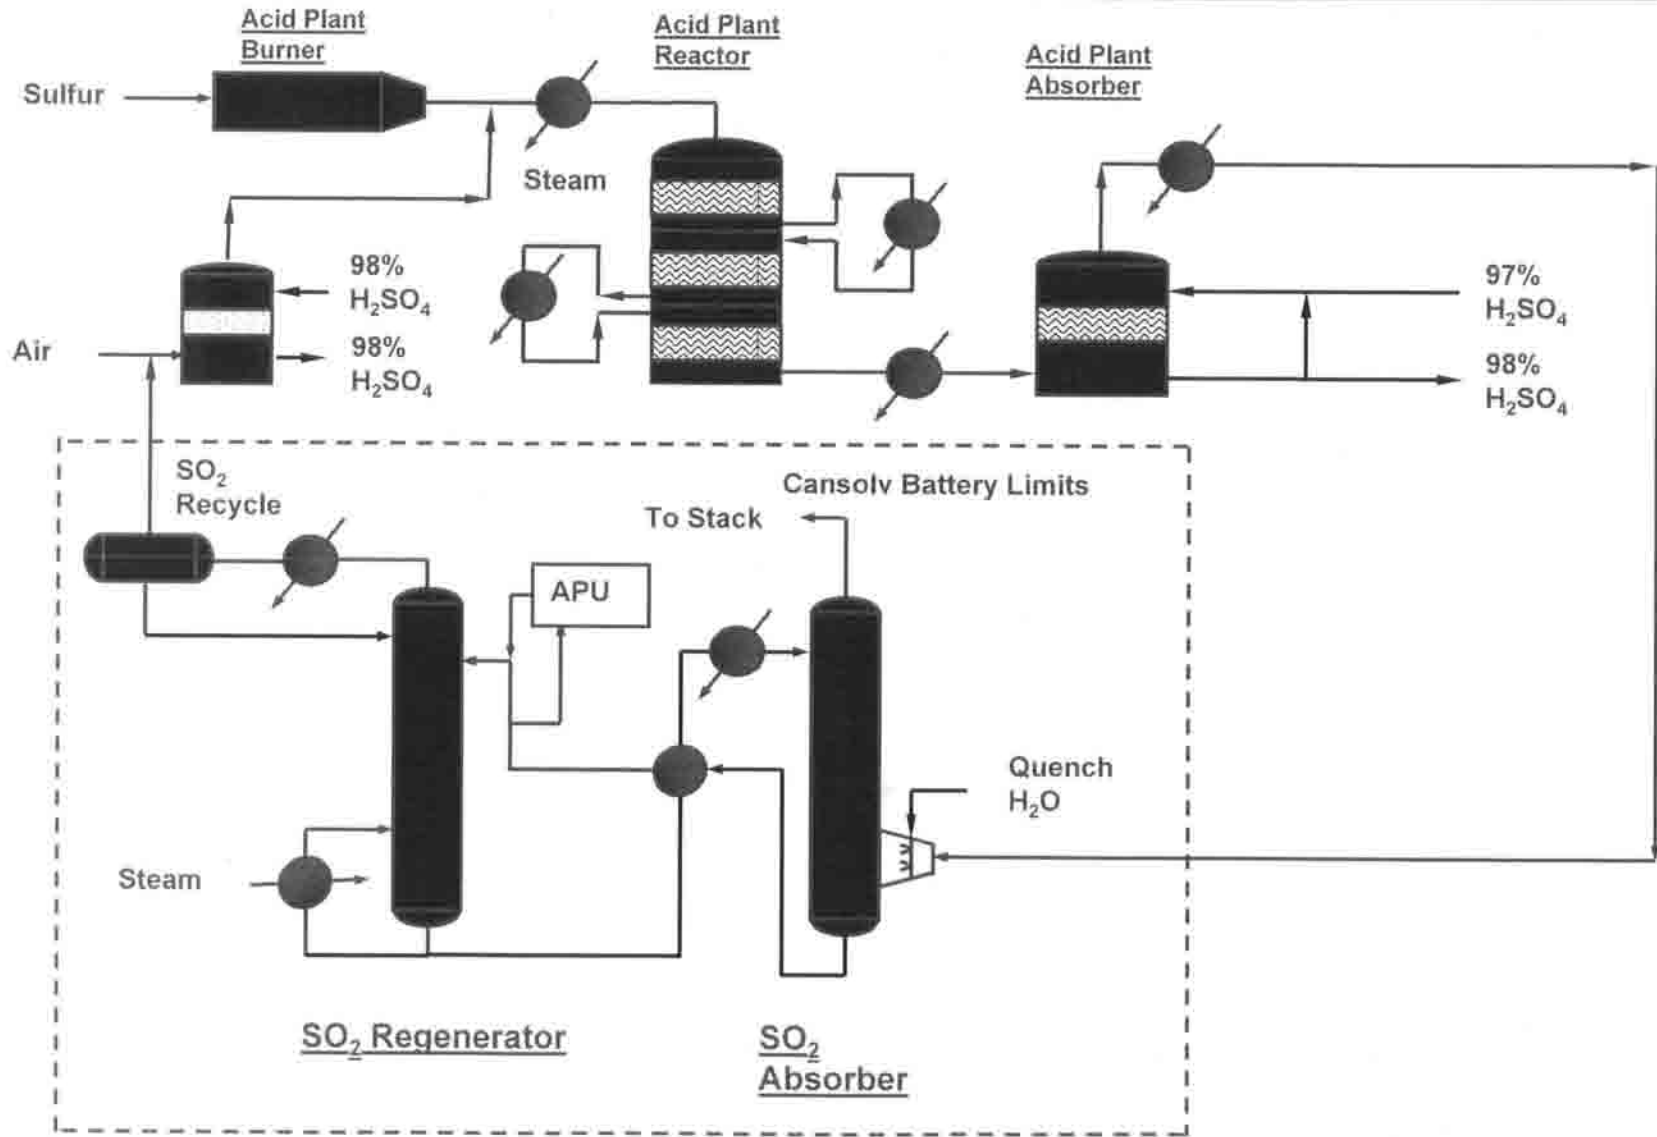 Acid Plant
Burner
Acid Plant
Reactor
Acid Plant
Absorber
Sulfur
Steam
98%
H₂SO₄
97%
H₂SO₄
Air
98%
H₂SO₄
98%
H₂SO₄
SO₂
Recycle
Cansolv Battery Limits
To Stack
APU
Quench
H₂O
Steam
SO₂ Regenerator
SO₂
Absorber